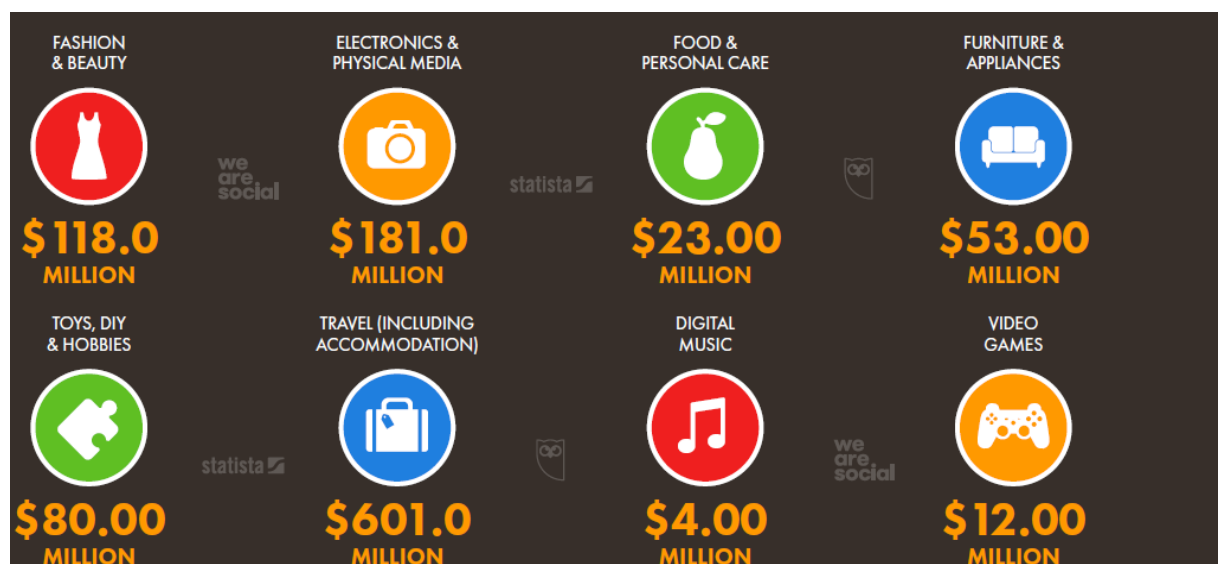 FASHION
& BEAUTY
ELECTRONICS &
PHYSICAL MEDIA
FOOD &
PERSONAL CARE
FURNITURE &
APPLIANCES
we
are
social
statista
$118.0
MILLION
$181.0
MILLION
$23.00
MILLION
$53.00
MILLION
TOYS, DIY
& HOBBIES
TRAVEL (INCLUDING
ACCOMMODATION)
DIGITAL
MUSIC
VIDEO
GAMES
statista
we
are
social
$80.00
MILLION
$601.0
MILLION
$4.00
MILLION
$12.00
MILLION